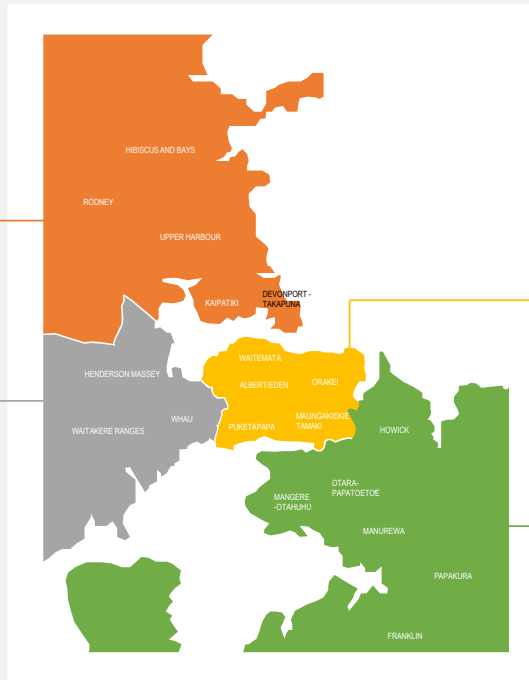 HIBISCUS AND BAYS
RODNEY
UPPER HARBOUR
DEVONPORT -
TAKAPUNA
KAIPATIKI
WAITEMATA
HENDERSON MASSEY
ALBERT/EDEN
ORAKEI
WHAU
MAUNGAKIEKIE
TAMAKI
PUKETAPAPA
WAITAKERE RANGES
HOWICK
OTARA-
PAPATOETOE
MANGERE
-OTAHUHU
MANUREWA
PAPAKURA
FRANKLIN